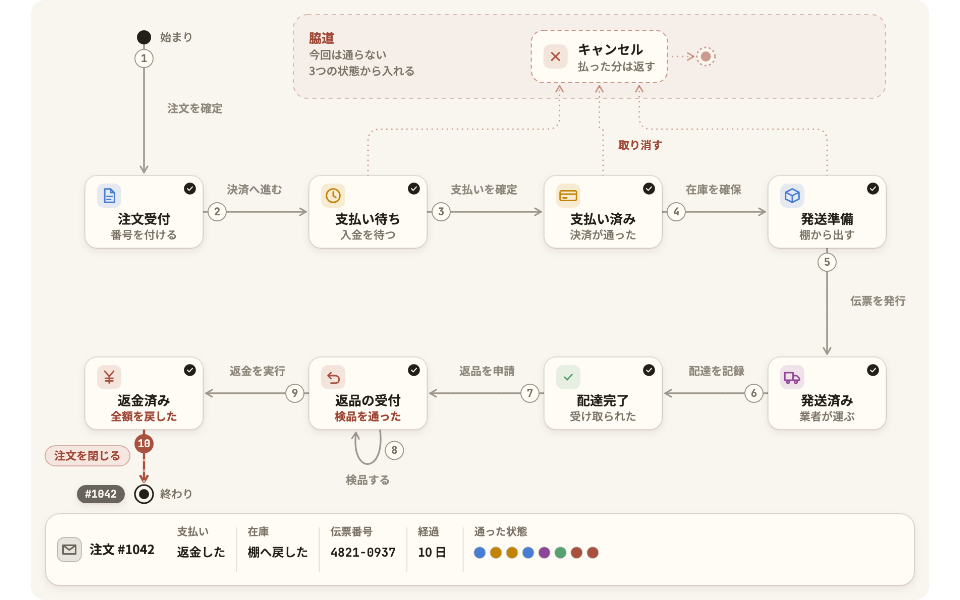 始まり
1
注文を確定
脇道
今回は通らない
3つの状態から入れる
キャンセル
払った分は返す
取り消す
注文受付
番号を付ける
2
決済へ進む
支払い待ち
入金を待つ
3
支払いを確定
支払い済み
決済が通った
4
在庫を確保
発送準備
棚から出す
5
伝票を発行
発送済み
業者が運ぶ
6
配達を記録
配達完了
受け取られた
7
返品を申請
返品の受付
検品を通った
8
検品する
9
返金を実行
返金済み
全額を戻した
10
注文を閉じる
#1042
終わり
注文 #1042
支払い
返金した
在庫
棚へ戻した
伝票番号
4821-0937
経過
10 日
通った状態